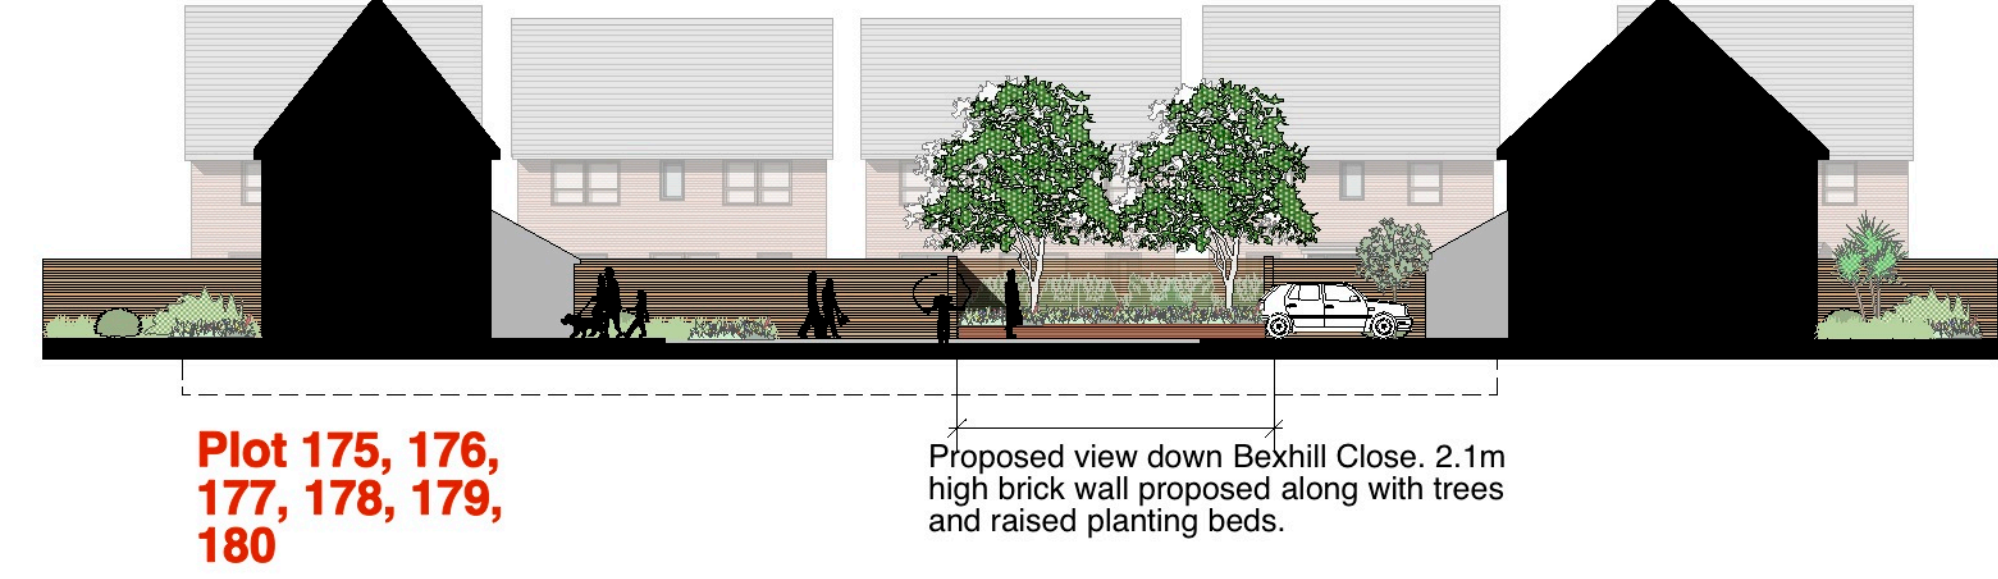 Plot 175, 176,
177, 178, 179,
180
Proposed view down Bexhill Close. 2.1m
high brick wall proposed along with trees
and raised planting beds.